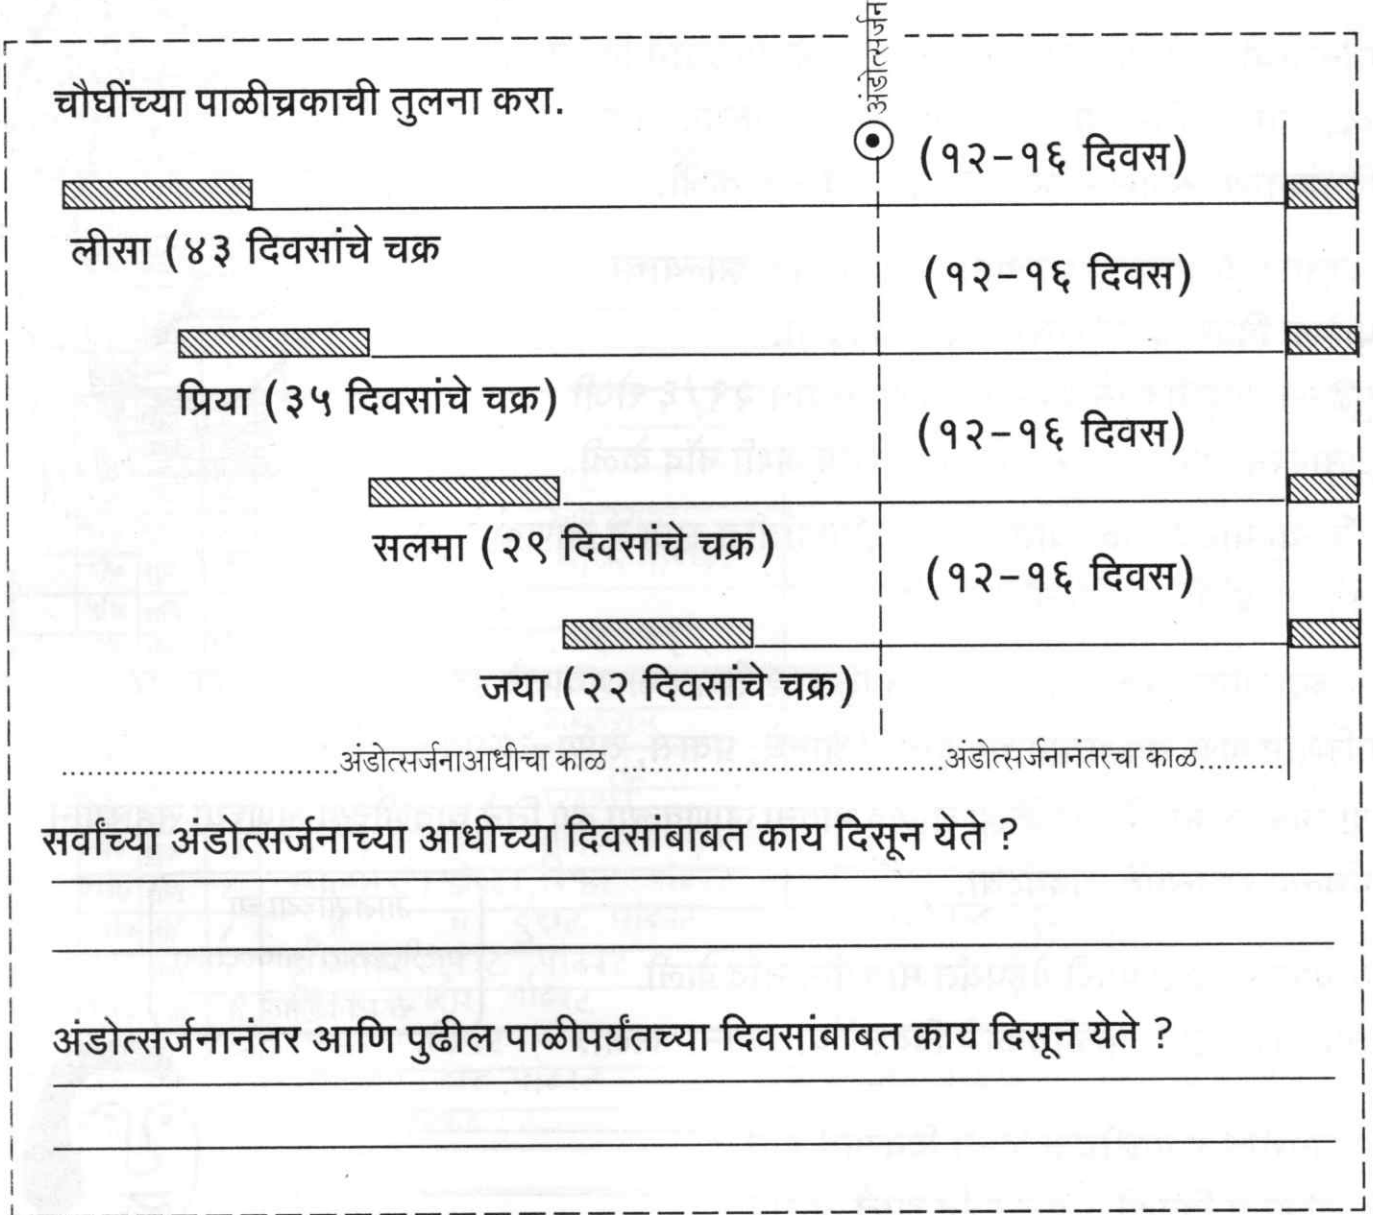 अंडोत्सर्जन
चौघींच्या पाळीच्रकाची तुलना करा.
(१२-१६ दिवस)
लीसा (४३ दिवसांचे चक्र
(१२-१६ दिवस)
प्रिया (३५ दिवसांचे चक्र)
(१२-१६ दिवस)
सलमा (२९ दिवसांचे चक्र)
(१२-१६ दिवस)
जया (२२ दिवसांचे चक्र)
..............................अंडोत्सर्जनाआधीचा काळ....................................अंडोत्सर्जनानंतरचा काळ..........
सर्वांच्या अंडोत्सर्जनाच्या आधीच्या दिवसांबाबत काय दिसून येते ?
अंडोत्सर्जनानंतर आणि पुढील पाळीपर्यंतच्या दिवसांबाबत काय दिसून येते ?